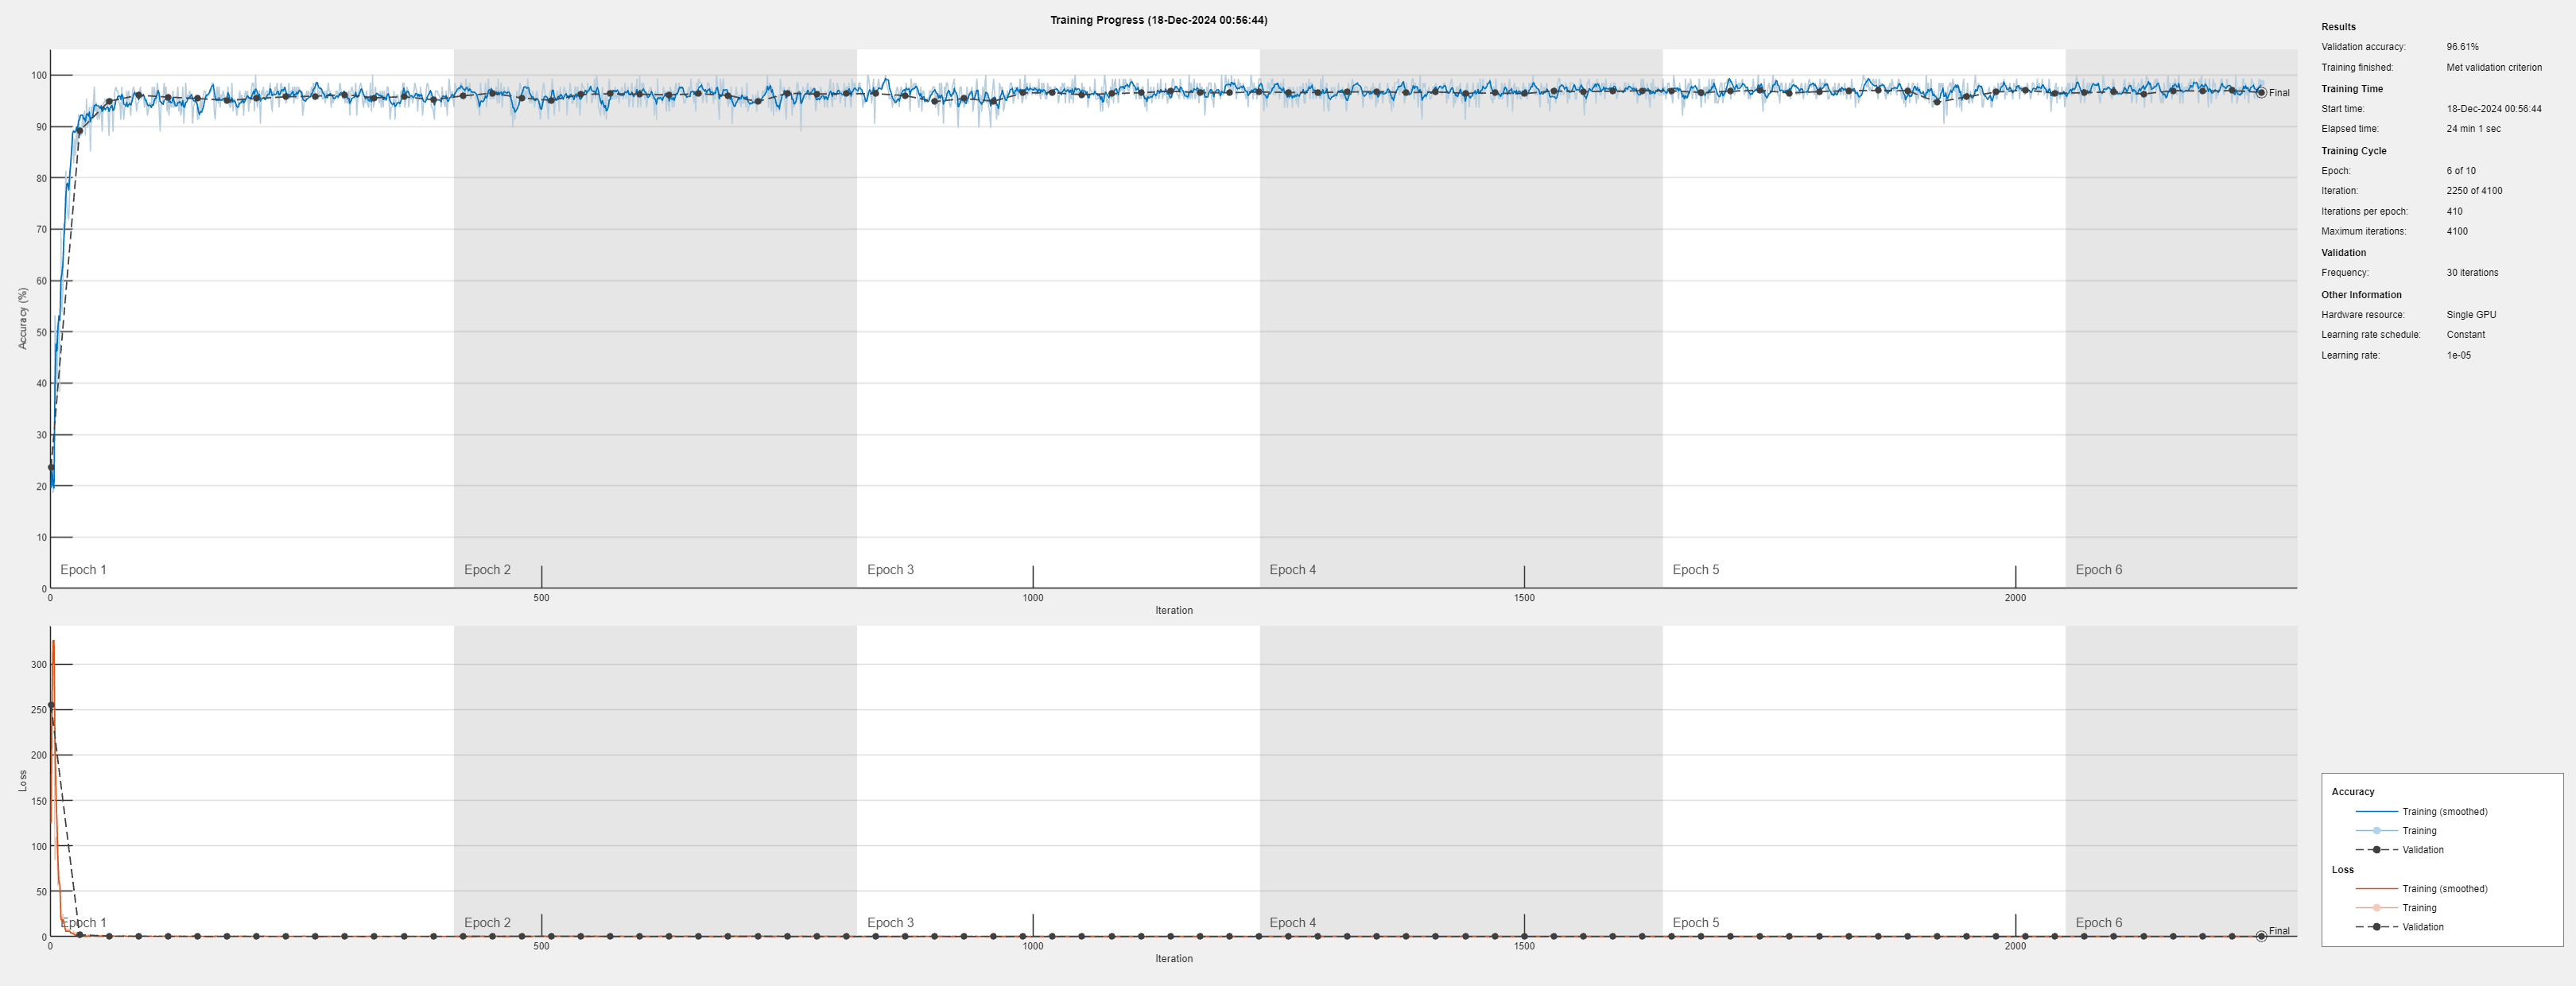 Training Progress (18-Dec-2024 00:56:44)
Accuracy (%)
100
90
80
70
60
50
40
30
20
10
0
Epoch 1
Epoch 2
Epoch 3
Epoch 4
Epoch 5
Epoch 6
Final
0
500
1000
1500
2000
Iteration
Loss
300
250
200
150
100
50
0
Epoch 1
Epoch 2
Epoch 3
Epoch 4
Epoch 5
Epoch 6
Final
0
500
1000
1500
2000
Iteration
Results
Validation accuracy: 96.61%
Training finished: Met validation criterion
Training Time
Start time: 18-Dec-2024 00:56:44
Elapsed time: 24 min 1 sec
Training Cycle
Epoch: 6 of 10
Iteration: 2250 of 4100
Iterations per epoch: 410
Maximum iterations: 4100
Validation
Frequency: 30 iterations
Other Information
Hardware resource: Single GPU
Learning rate schedule: Constant
Learning rate: 1e-05
Accuracy
Training (smoothed)
Training
Validation
Loss
Training (smoothed)
Training
Validation